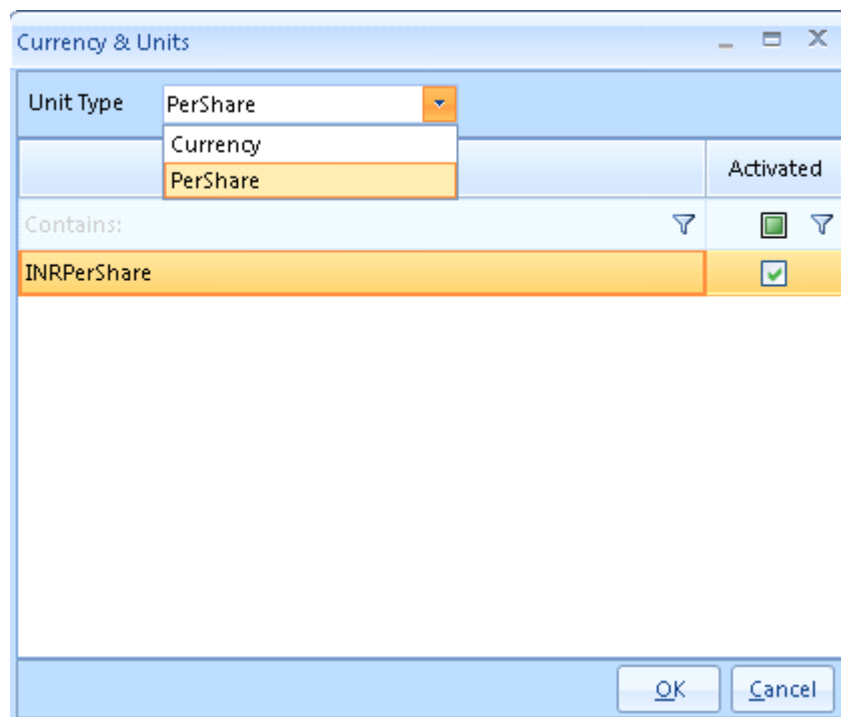 Currency & Units
Unit Type PerShare
Currency
PerShare
Activated
Contains:
INRPerShare
OK Cancel